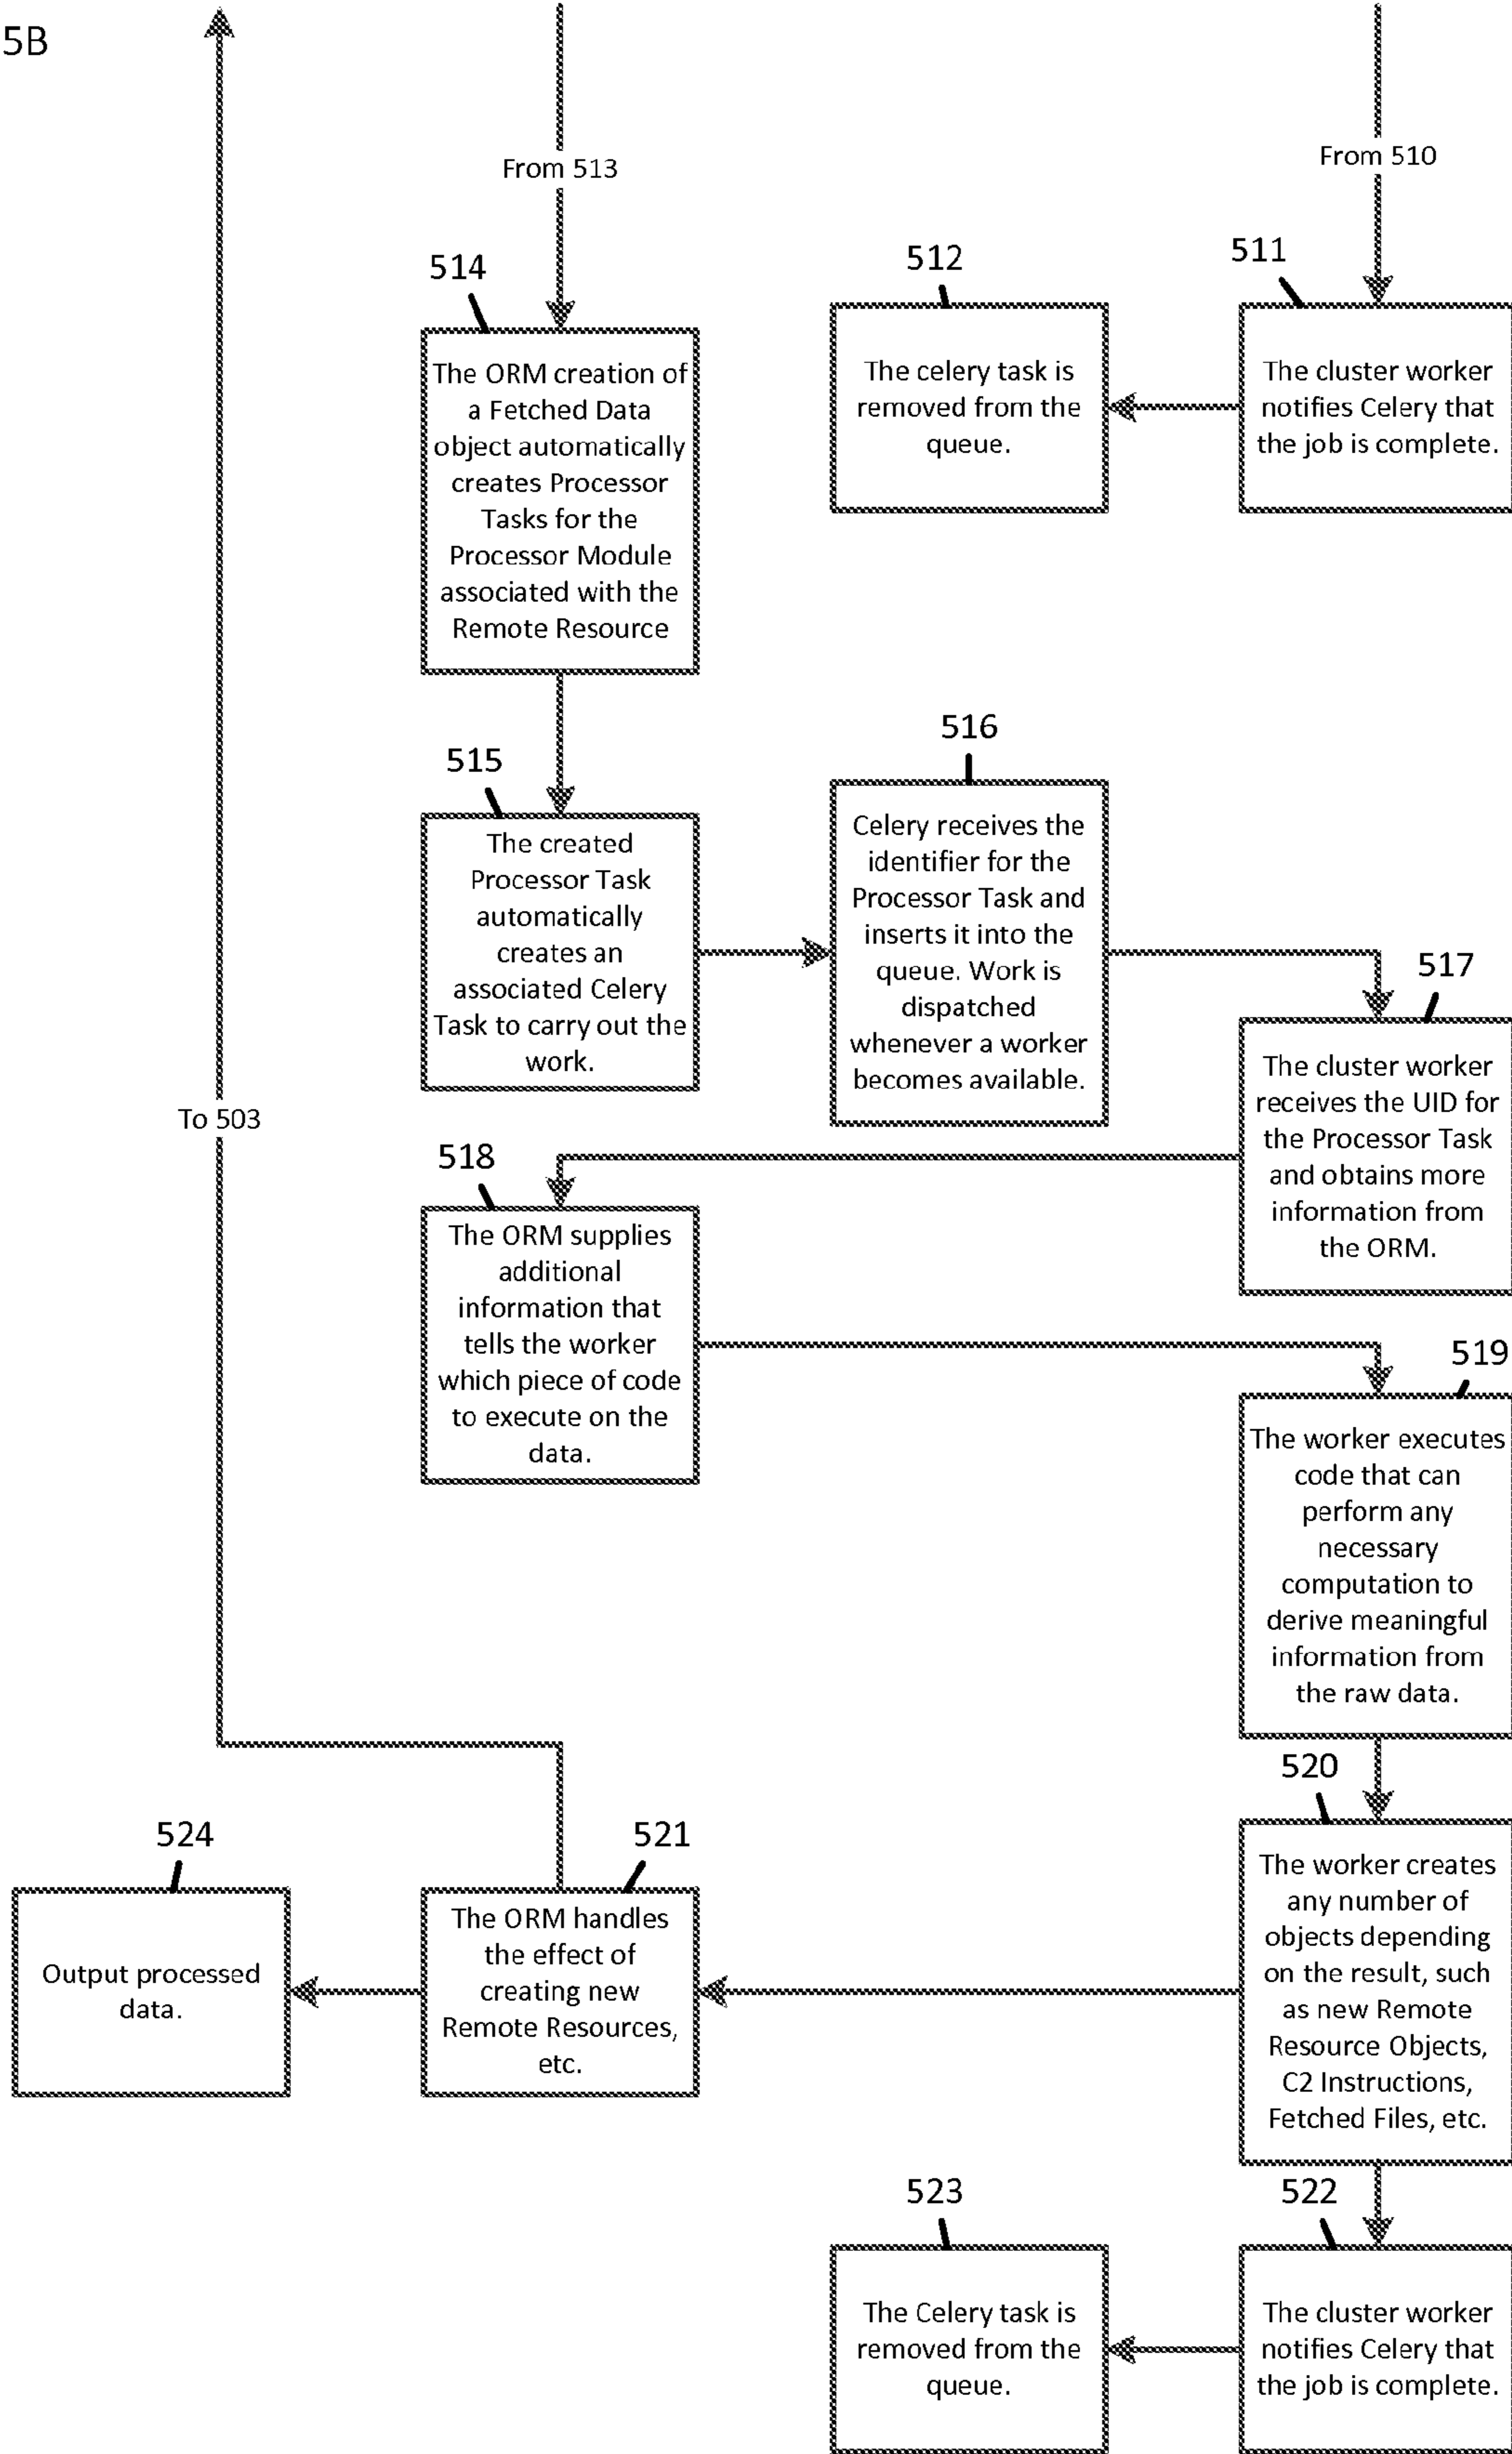 5B
From 513
From 510
514
512
511
The ORM creation of
a Fetched Data
object automatically
creates Processor
Tasks for the
Processor Module
associated with the
Remote Resource
The celery task is
removed from the
queue.
The cluster worker
notifies Celery that
the job is complete.
515
516
The created
Processor Task
automatically
creates an
associated Celery
Task to carry out the
work.
Celery receives the
identifier for the
Processor Task and
inserts it into the
queue. Work is
dispatched
whenever a worker
becomes available.
517
The cluster worker
receives the UID for
the Processor Task
and obtains more
information from
the ORM.
To 503
518
The ORM supplies
additional
information that
tells the worker
which piece of code
to execute on the
data.
519
The worker executes
code that can
perform any
necessary
computation to
derive meaningful
information from
the raw data.
520
The worker creates
any number of
objects depending
on the result, such
as new Remote
Resource Objects,
C2 Instructions,
Fetched Files, etc.
524
521
Output processed
data.
The ORM handles
the effect of
creating new
Remote Resources,
etc.
523
522
The Celery task is
removed from the
queue.
The cluster worker
notifies Celery that
the job is complete.